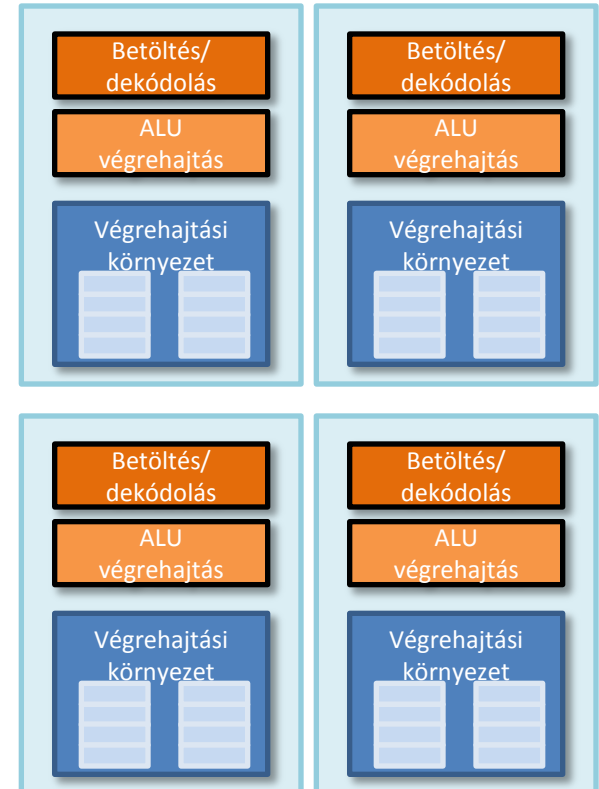 Betöltés/
dekódolás
ALU
végrehajtás
Végrehajtási
környezet
Betöltés/
dekódolás
ALU
végrehajtás
Végrehajtási
környezet
Betöltés/
dekódolás
ALU
végrehajtás
Végrehajtási
környezet
Betöltés/
dekódolás
ALU
végrehajtás
Végrehajtási
környezet